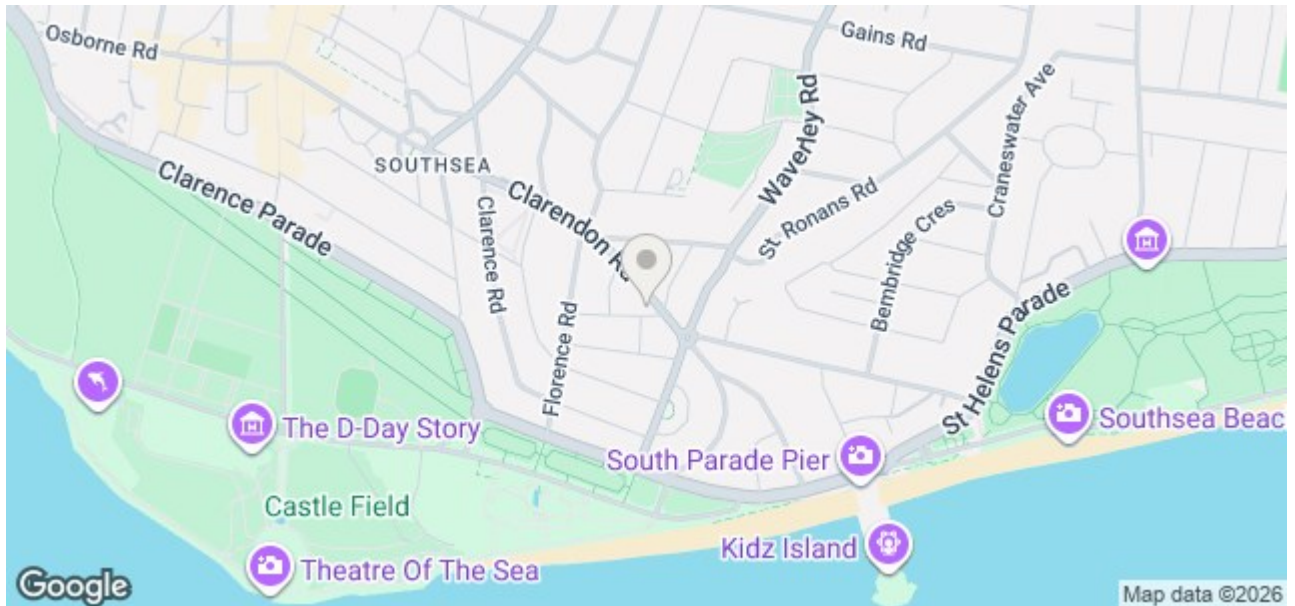 Osborne Rd
Gains Rd
Waverley Rd
Craneswater Ave
SOUTHSEA
Clarence Parade
Clarendon Rd
Clarence Rd
St. Ronans Rd
Bembridge Cres
Florence Rd
St Helens Parade
The D-Day Story
Southsea Beac
South Parade Pier
Castle Field
Kidz Island
Theatre Of The Sea
Google
Map data ©2026